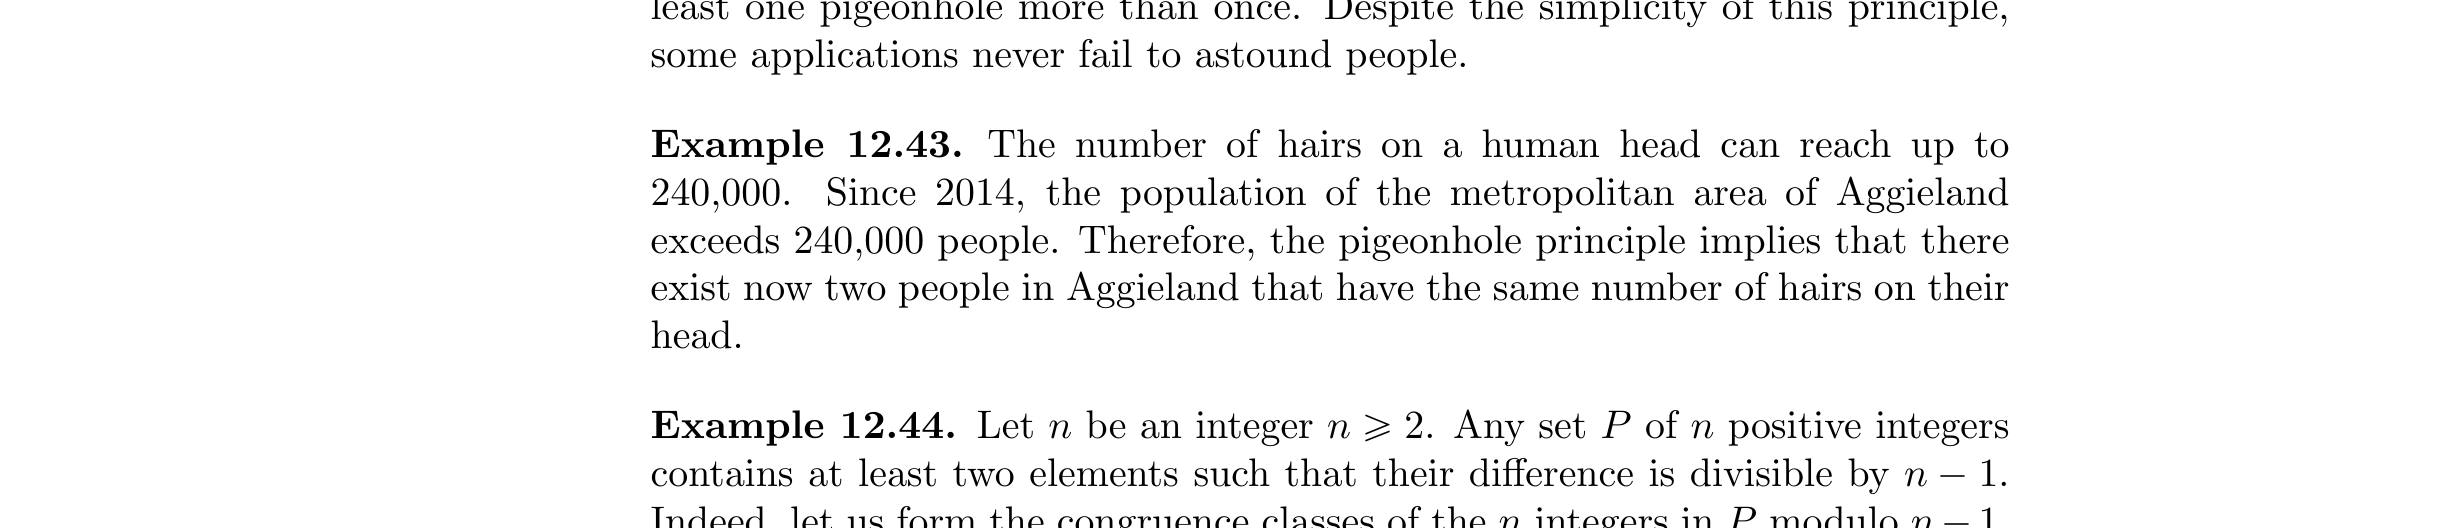 least one pigeonhole more than once. Despite the simplicity of this principle,
some applications never fail to astound people.
Example 12.43. The number of hairs on a human head can reach up to
240,000. Since 2014, the population of the metropolitan area of Aggieland
exceeds 240,000 people. Therefore, the pigeonhole principle implies that there
exist now two people in Aggieland that have the same number of hairs on their
head.
Example 12.44. Let n be an integer n ⩾ 2. Any set P of n positive integers
contains at least two elements such that their difference is divisible by n − 1.
Indeed, let us form the congruence classes of the n integers in P modulo n − 1